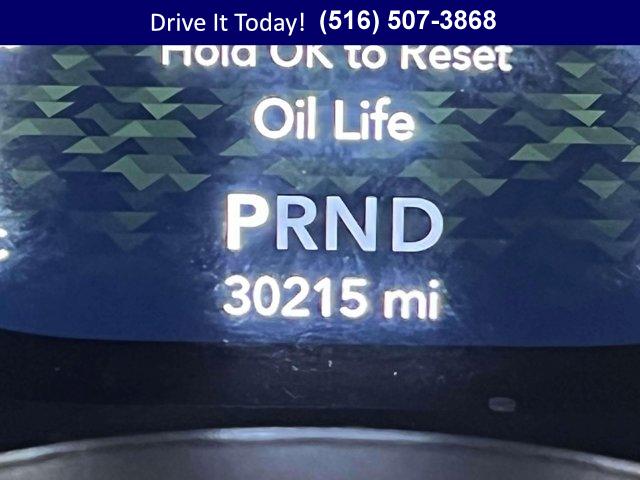 Drive It Today! (516) 507-3868
Hold OK to Reset
Oil Life
PRND
30215 mi